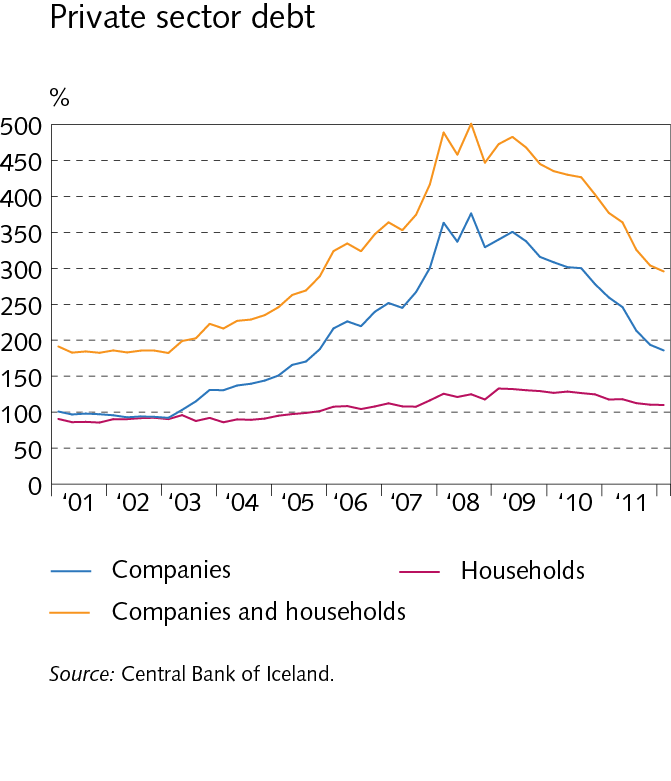 Private sector debt
%
500
450
400
350
300
250
200
150
100
50
0
‘01 ‘02 ‘03 ‘04 ‘05 ‘06 ‘07 ‘08 ‘09 ‘10 ‘11
Companies Households
Companies and households
Source: Central Bank of Iceland.